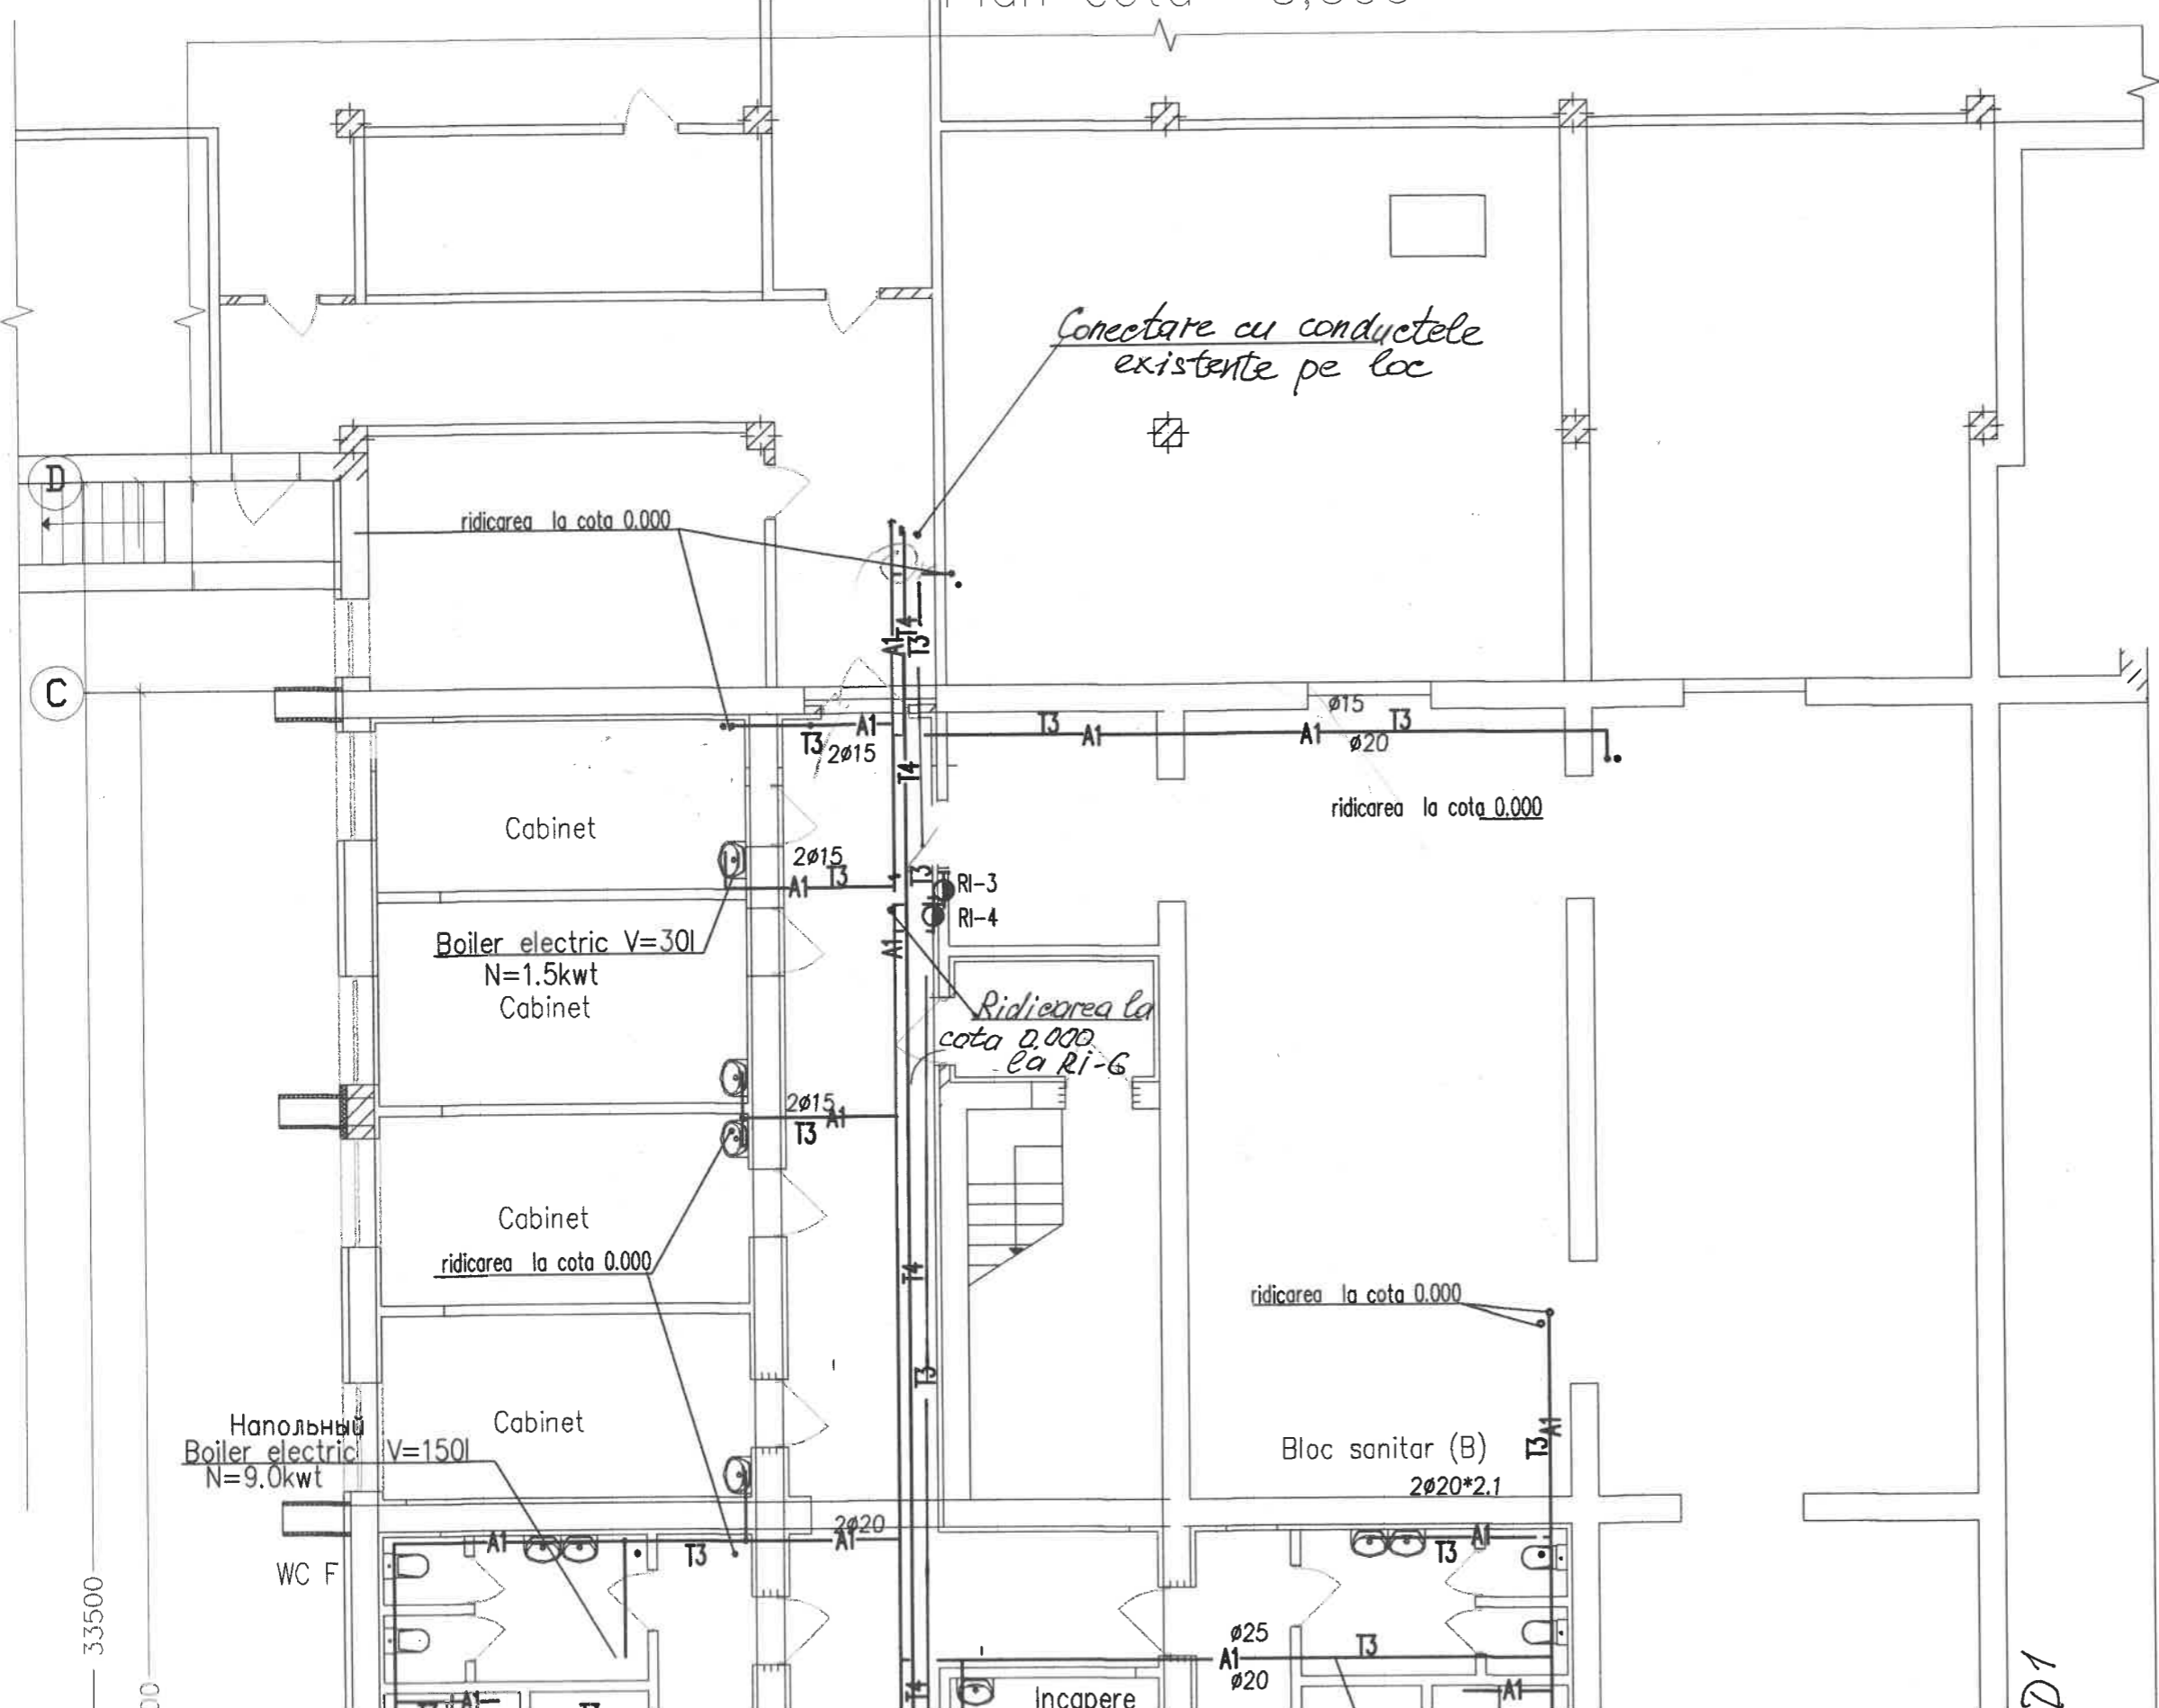 Conectare cu conductele
existente pe loc
D
ridicarea la cota 0.000
A1
T4
T3
C
A1
T3
2ø15
T3
A1
ø15
A1
T3
ø20
T4
ridicarea la cota 0.000
Cabinet
2ø15
A1
T3
T3
RI-3
RI-4
Boiler electric V=30l
N=1.5kwt
Cabinet
A1
Ridicarea la
cota 0.000
la Ri-6
2ø15
A1
T3
Cabinet
ridicarea la cota 0.000
T4
ridicarea la cota 0.000
T3
Напольный
Boiler electric V=150l
N=9.0kwt
Cabinet
Bloc sanitar (B)
T3
A1
2ø20*2.1
2ø20
A1
T3
A1
A1
T3
WC F
33500
ø25
A1
T3
ø20
T4
Incapere
A1
A1
D1